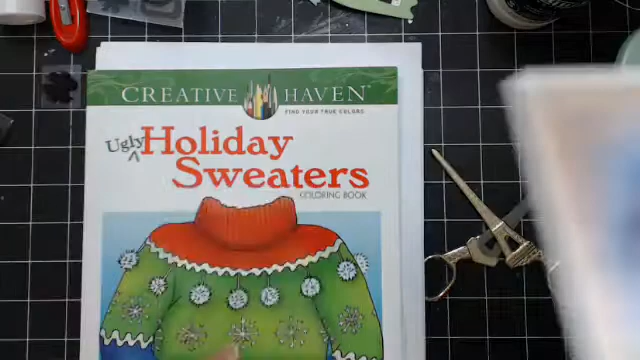 CREATIVE HAVEN®
FIND YOUR TRUE COLORS
Ugly
Holiday
Sweaters
COLORING BOOK